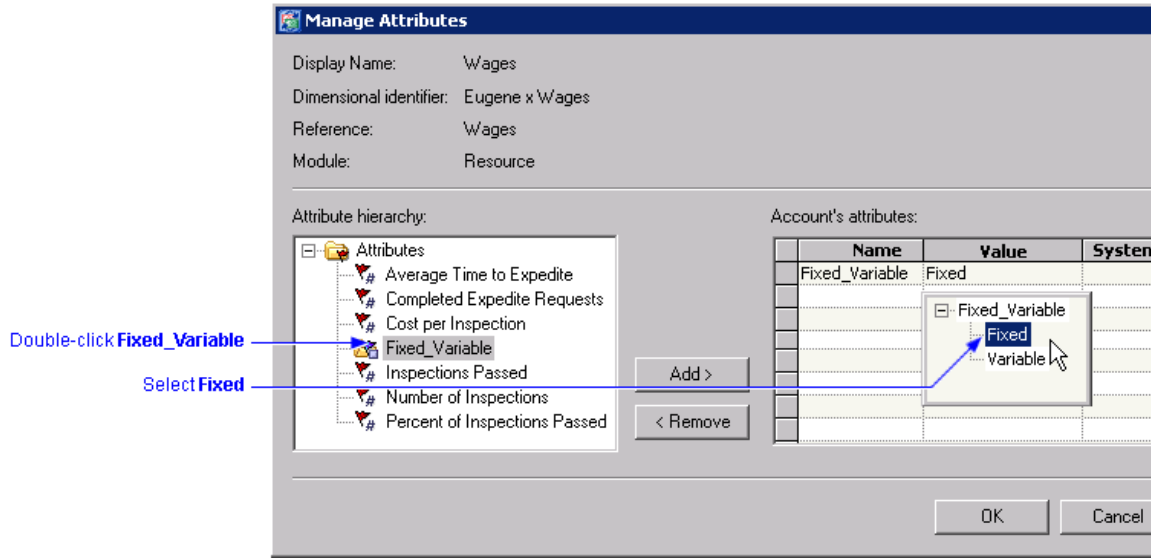 Manage Attributes
Display Name: Wages
Dimensional identifier: Eugene x Wages
Reference: Wages
Module: Resource
Attribute hierarchy:
Attributes
Average Time to Expedite
Completed Expedite Requests
Cost per Inspection
Fixed_Variable
Inspections Passed
Number of Inspections
Percent of Inspections Passed
Double-click Fixed_Variable
Select Fixed
Add >
< Remove
Account's attributes:
Name Value System
Fixed_Variable Fixed
Fixed_Variable
Fixed
Variable
OK Cancel